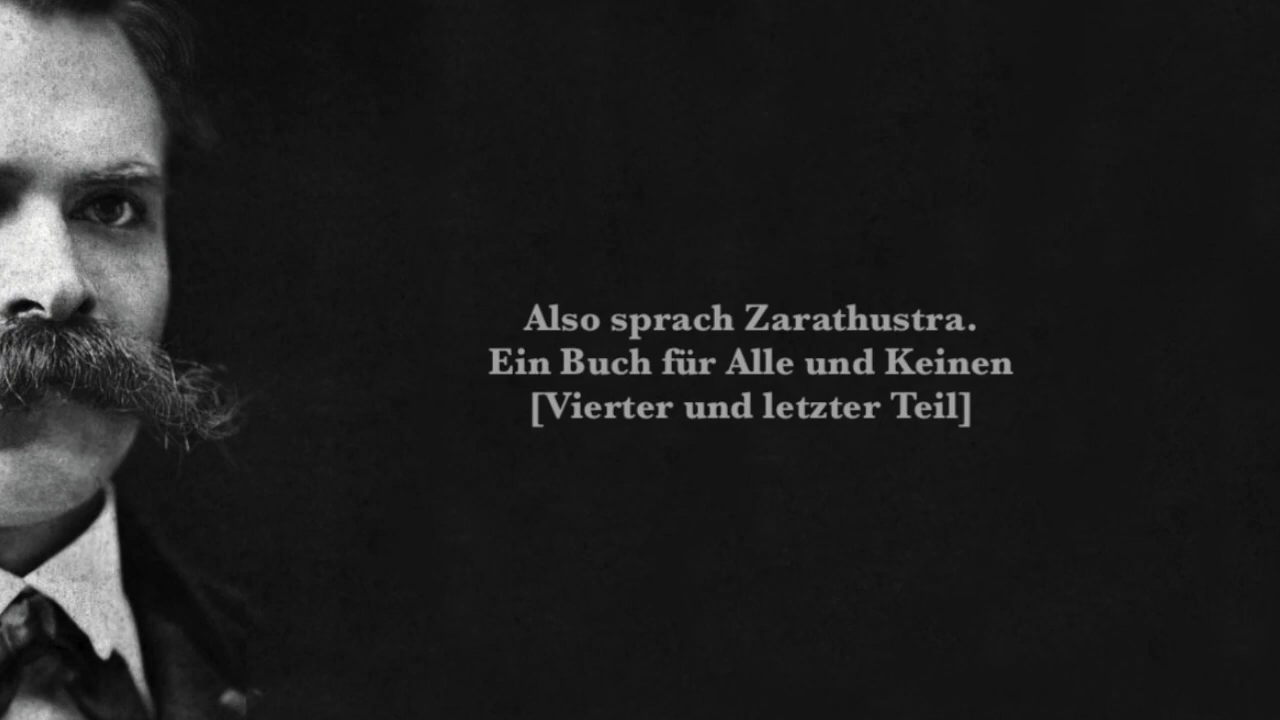 Also sprach Zarathustra.
Ein Buch für Alle und Keinen
[Vierter und letzter Teil]